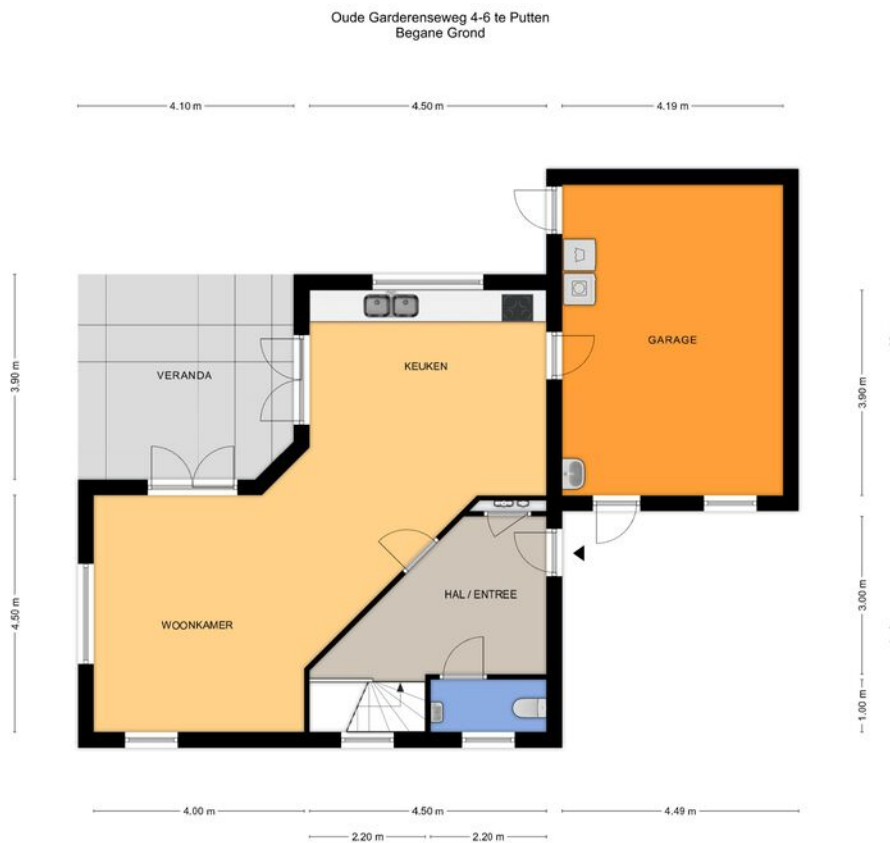 Oude Garderenseweg 4-6 te Putten
Begane Grond
4.10 m
4.50 m
4.19 m
GARAGE
KEUKEN
VERANDA
3.90 m
3.90 m
HAL / ENTREE
WOONKAMER
4.50 m
3.00 m
1.00 m
4.00 m
4.50 m
4.49 m
2.20 m
2.20 m